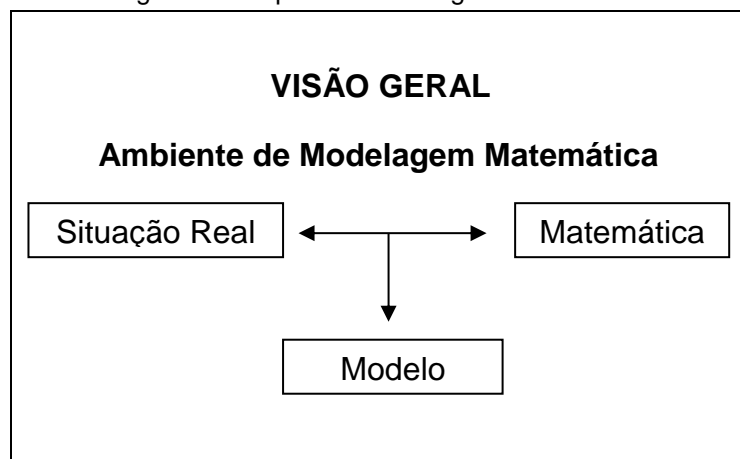 VISÃO GERAL
Ambiente de Modelagem Matemática
Situação Real
Matemática
Modelo